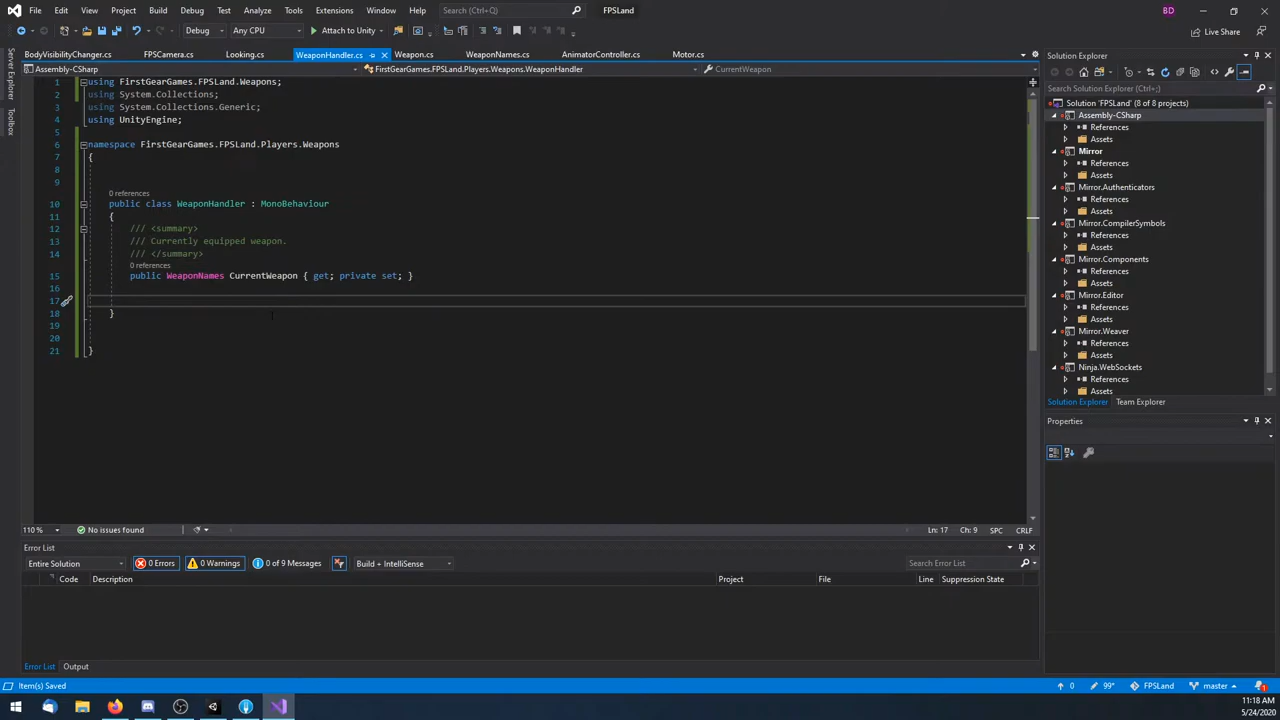 File Edit View Project Build Debug Test Analyze Tools Extensions Window Help Search (Ctrl+Q) FPSLand BD
Debug Any CPU Attach to Unity Live Share
Server Explorer
Toolbox
BodyVisibilityChanger.cs FPSCamera.cs Looking.cs WeaponHandler.cs Weapon.cs WeaponNames.cs AnimatorController.cs Motor.cs
Assembly-CSharp FirstGearGames.FPSLand.Players.Weapons.WeaponHandler CurrentWeapon
1 using FirstGearGames.FPSLand.Weapons;
2 using System.Collections;
3 using System.Collections.Generic;
4 using UnityEngine;
5
6 namespace FirstGearGames.FPSLand.Players.Weapons
7 {
8
9
0 references
10 public class WeaponHandler : MonoBehaviour
11 {
12 /// <summary>
13 /// Currently equipped weapon.
14 /// </summary>
0 references
15 public WeaponNames CurrentWeapon { get; private set; }
16
17
18 }
19
20
21 }
110 % No issues found Ln: 17 Ch: 9 SPC CRLF
Error List
Entire Solution 0 Errors 0 Warnings 0 of 9 Messages Build + IntelliSense Search Error List
Code Description Project File Line Suppression State
Error List Output
Solution Explorer
Search Solution Explorer (Ctrl+;)
Solution 'FPSLand' (8 of 8 projects)
Assembly-CSharp
References
Assets
Mirror
References
Assets
Mirror.Authenticators
References
Assets
Mirror.CompilerSymbols
References
Assets
Mirror.Components
References
Assets
Mirror.Editor
References
Assets
Mirror.Weaver
References
Assets
Ninja.WebSockets
References
Assets
Solution Explorer Team Explorer
Properties
Item(s) Saved 0 99* FPSLand master 1
11:18 AM
5/24/2020